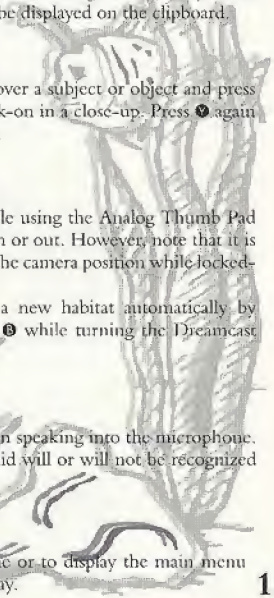 be displayed on the clipboard.
over a subject or object and press
k-on in a close-up. Press Y again
le using the Analog Thumb Pad
n or out. However, note that it is
he camera position while locked-
a new habitat automatically by
B while turning the Dreamcast
n speaking into the microphone.
id will or will not be recognized
e or to display the main menu
ay.
1